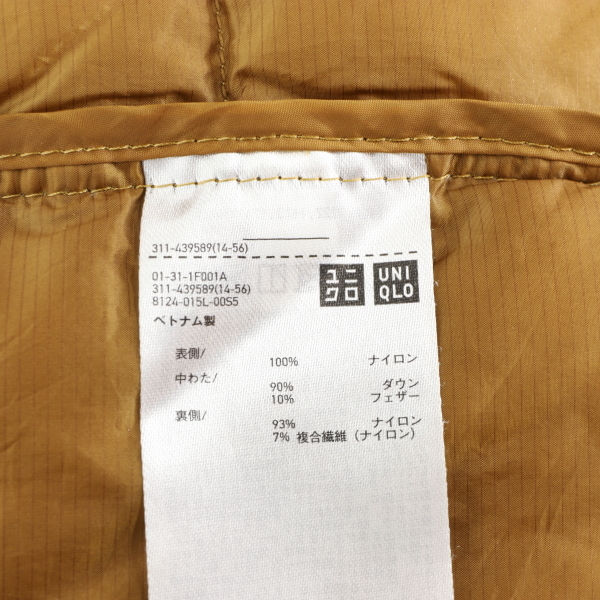 311-439589(14-56)
01-31-1F001A
311-439589(14-56)
8124-015L-00S5
ユニ
クロ
UNI
QLO
ベトナム製
表側/ 100% ナイロン
中わた/ 90% ダウン
10% フェザー
裏側/ 93% ナイロン
7% 複合繊維（ナイロン）